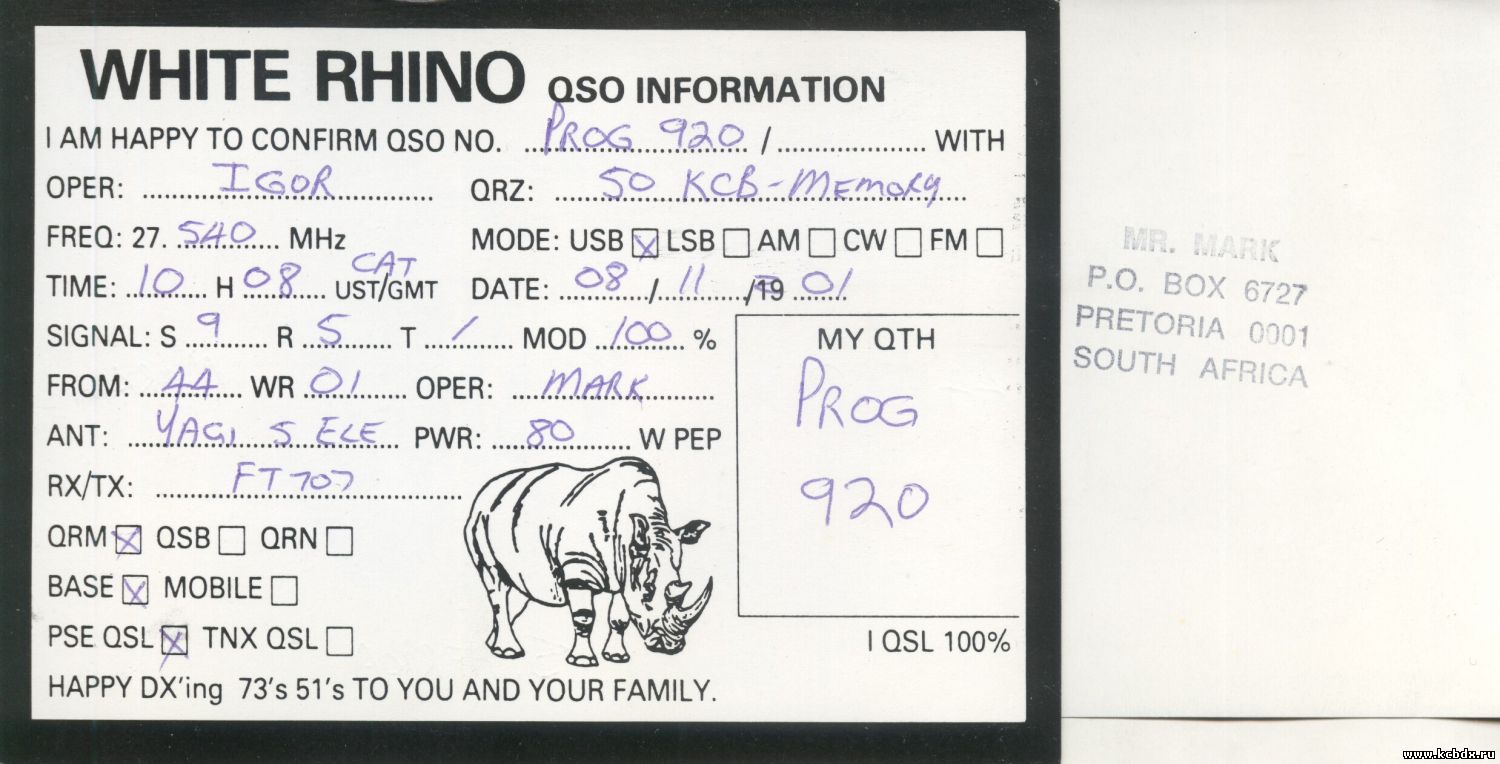 WHITE RHINO QSO INFORMATION
I AM HAPPY TO CONFIRM QSO NO. PROG 920 / WITH
OPER: IGOR QRZ: 50 KCB-MEMORY
FREQ: 27. 540 MHz MODE: USB X LSB AM CW FM
CAT
TIME: 10 H 08 UST/GMT DATE: 08 / 11 /19 01
SIGNAL: S 9 R 5 T / MOD 100 %
FROM: 44 WR 01 OPER: MARK
ANT: YAGI 5 ELE PWR: 80 W PEP
RX/TX: FT 707
QRM X QSB QRN
BASE X MOBILE
PSE QSL X TNX QSL
HAPPY DX'ing 73's 51's TO YOU AND YOUR FAMILY.
MY QTH
PROG
920
I QSL 100%
MR. MARK
P.O. BOX 6727
PRETORIA 0001
SOUTH AFRICA
www.kcbdx.ru